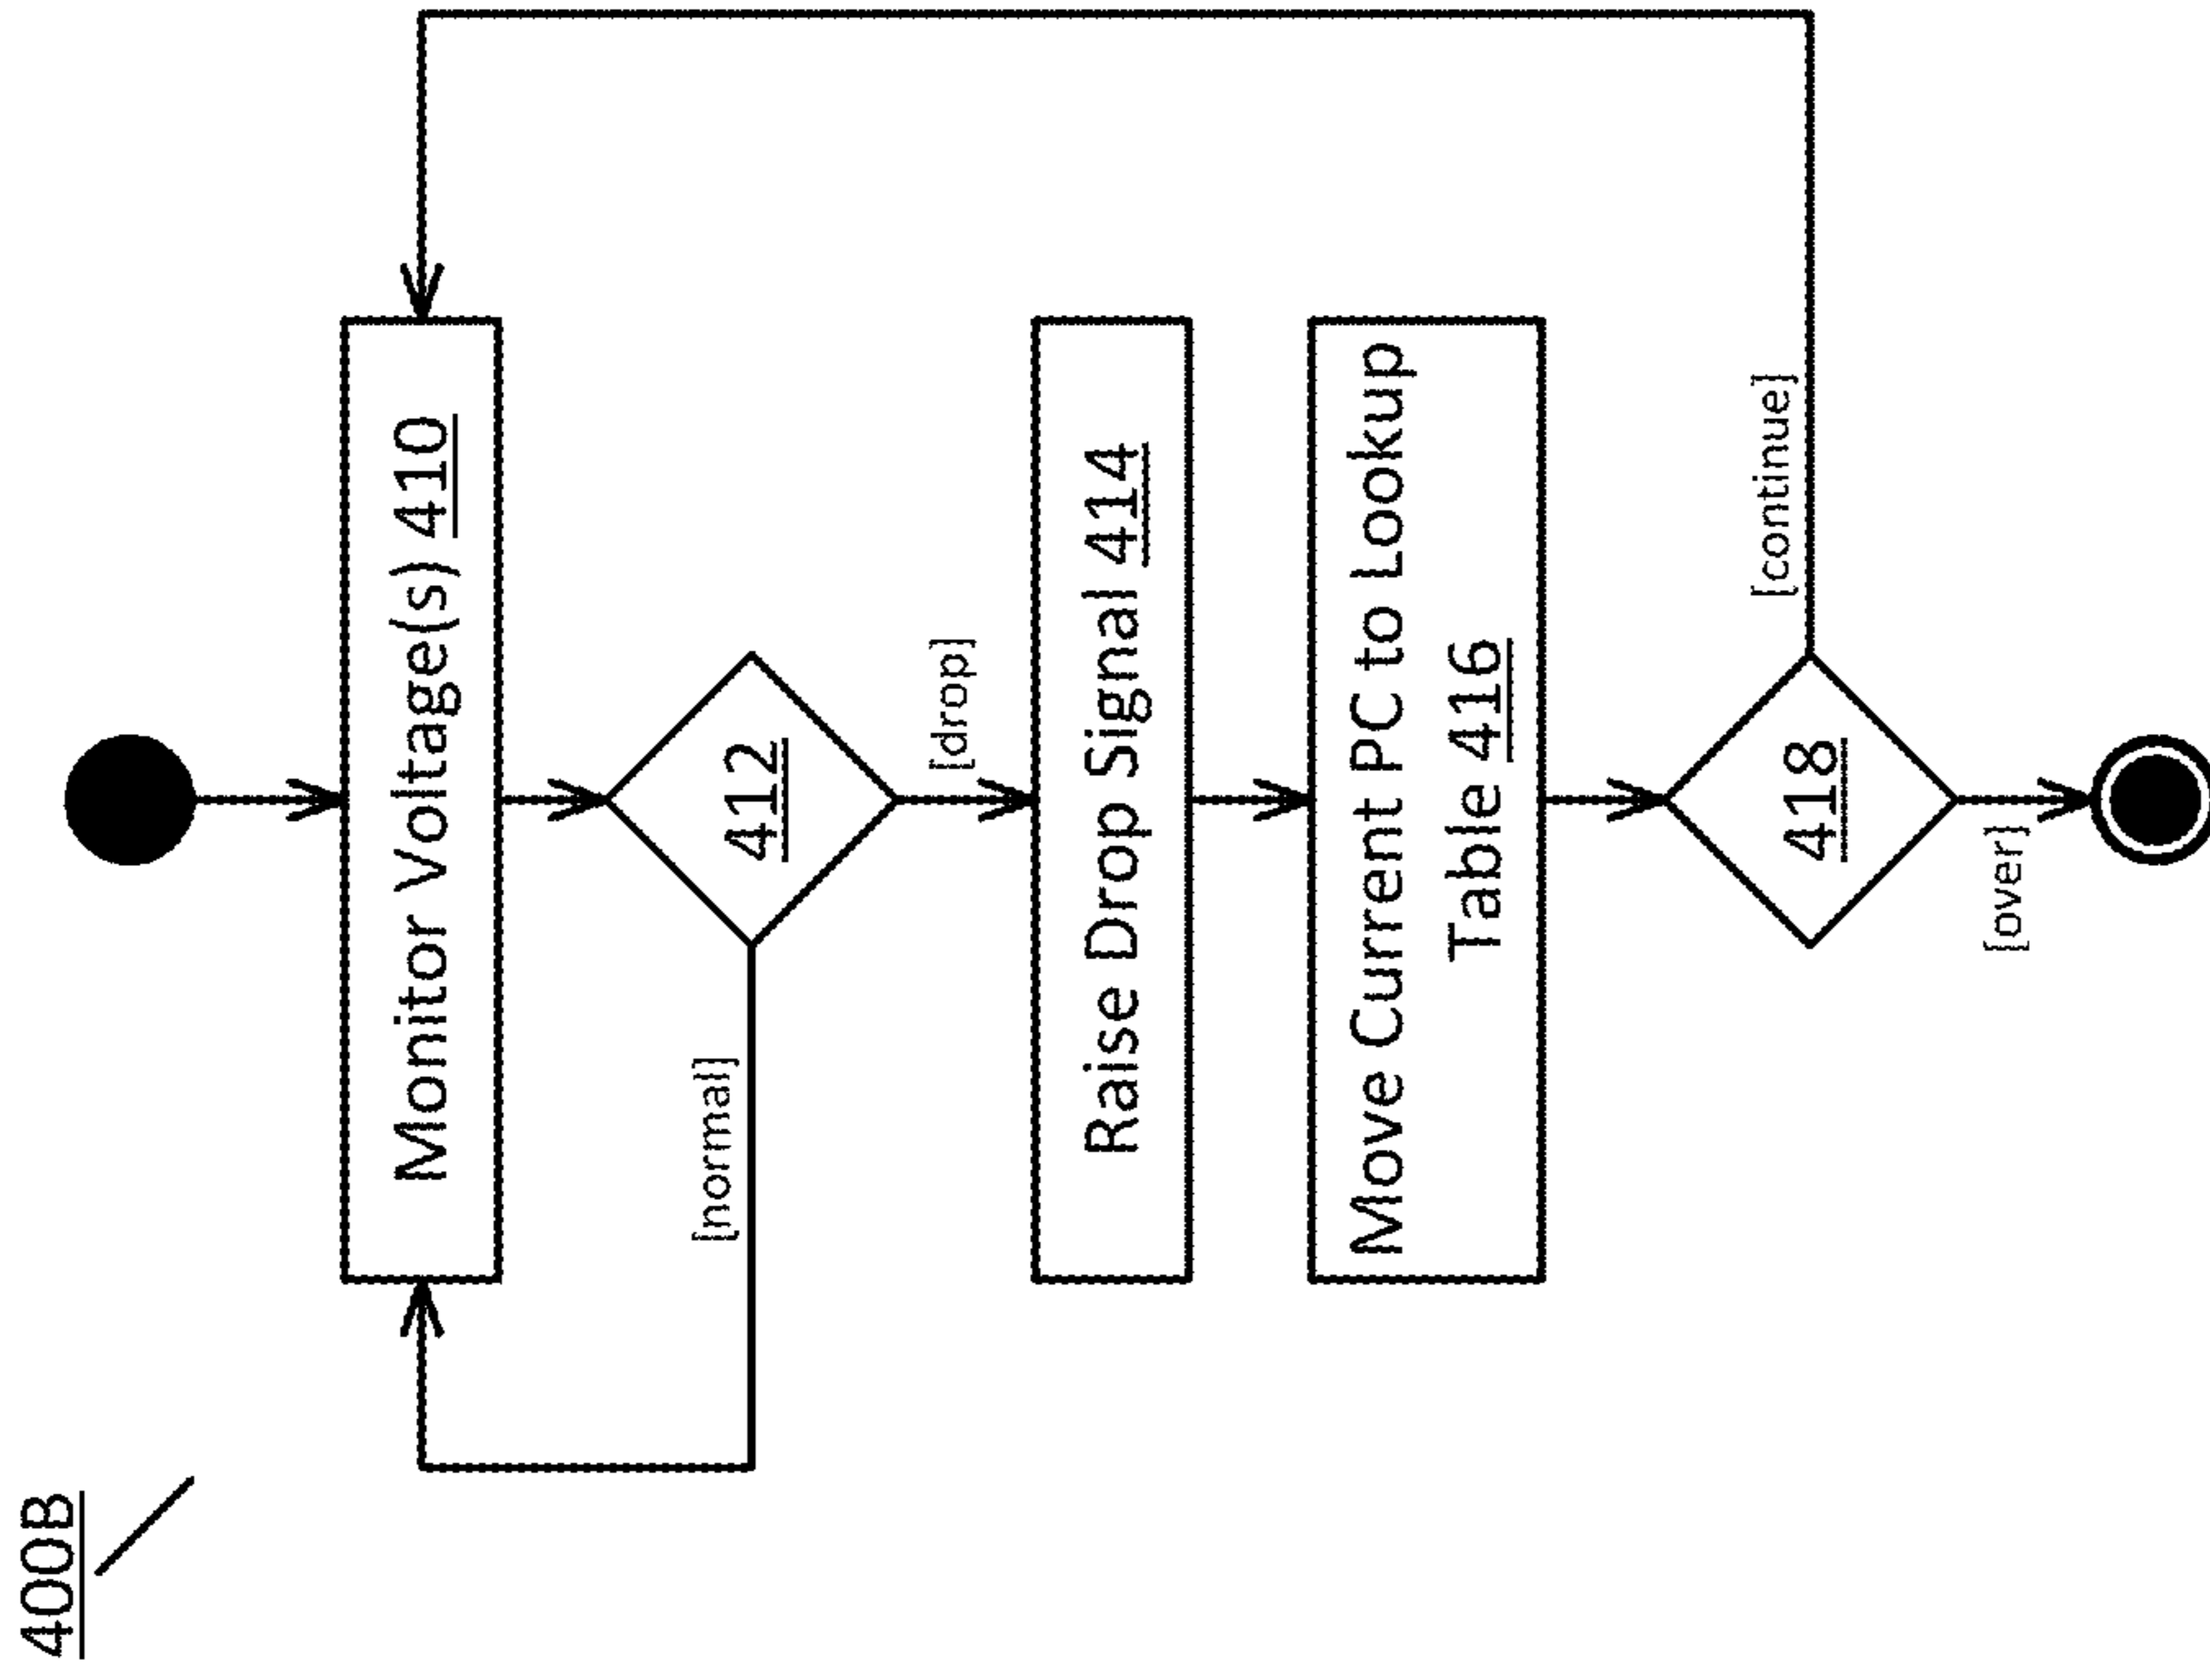 400B
Monitor Voltage(s) 410
412
[normal]
[drop]
Raise Drop Signal 414
Move Current PC to Lookup
Table 416
418
[continue]
[over]